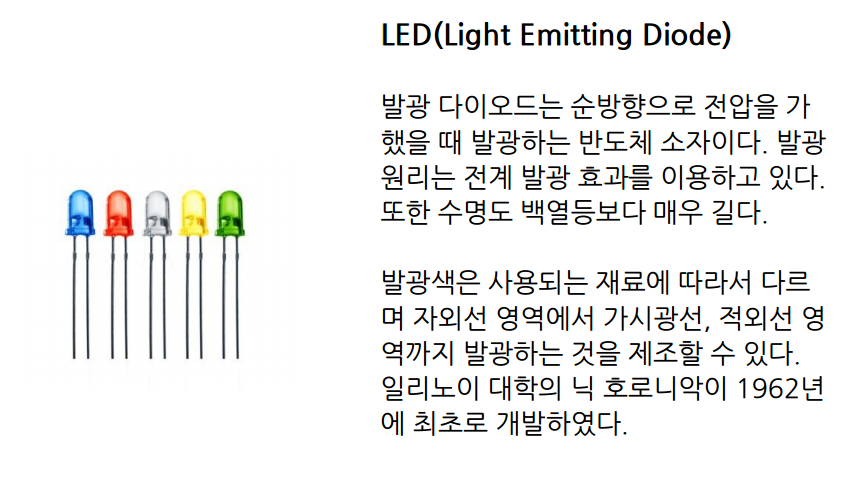 LED(Light Emitting Diode)
발광 다이오드는 순방향으로 전압을 가
했을 때 발광하는 반도체 소자이다. 발광
원리는 전계 발광 효과를 이용하고 있다.
또한 수명도 백열등보다 매우 길다.
발광색은 사용되는 재료에 따라서 다르
며 자외선 영역에서 가시광선, 적외선 영
역까지 발광하는 것을 제조할 수 있다.
일리노이 대학의 닉 호로니악이 1962년
에 최초로 개발하였다.